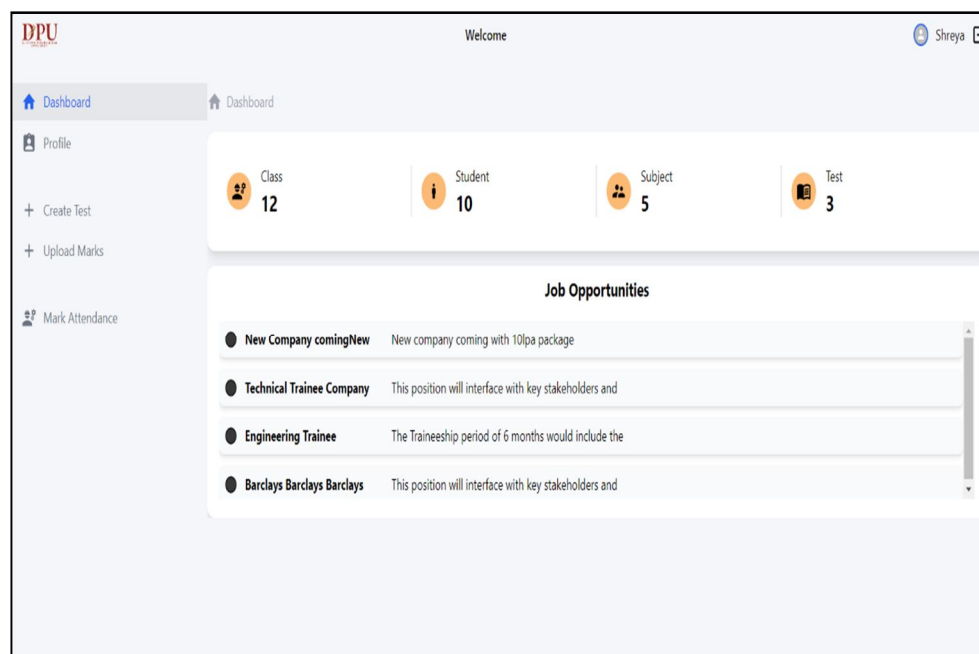 DPU
Welcome
Shreya
Dashboard
Profile
Create Test
Upload Marks
Mark Attendance
Dashboard
Class
12
Student
10
Subject
5
Test
3
Job Opportunities
New Company comingNew New company coming with 10lpa package
Technical Trainee Company This position will interface with key stakeholders and
Engineering Trainee The Traineeship period of 6 months would include the
Barclays Barclays Barclays This position will interface with key stakeholders and